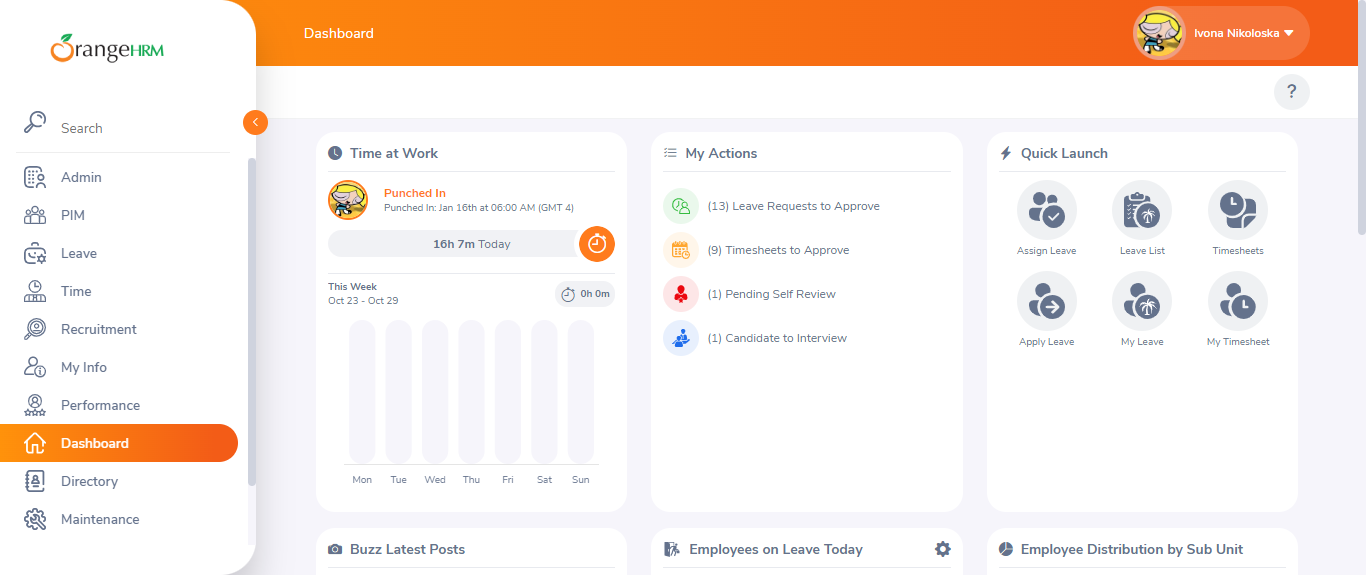 OrangeHRM
Search
Admin
PIM
Leave
Time
Recruitment
My Info
Performance
Dashboard
Directory
Maintenance
Dashboard
Ivona Nikoloska
?
Time at Work
Punched In
Punched In: Jan 16th at 06:00 AM (GMT 4)
16h 7m Today
This Week
Oct 23 - Oct 29
0h 0m
Mon Tue Wed Thu Fri Sat Sun
My Actions
(13) Leave Requests to Approve
(9) Timesheets to Approve
(1) Pending Self Review
(1) Candidate to Interview
Quick Launch
Assign Leave Leave List Timesheets
Apply Leave My Leave My Timesheet
Buzz Latest Posts
Employees on Leave Today
Employee Distribution by Sub Unit